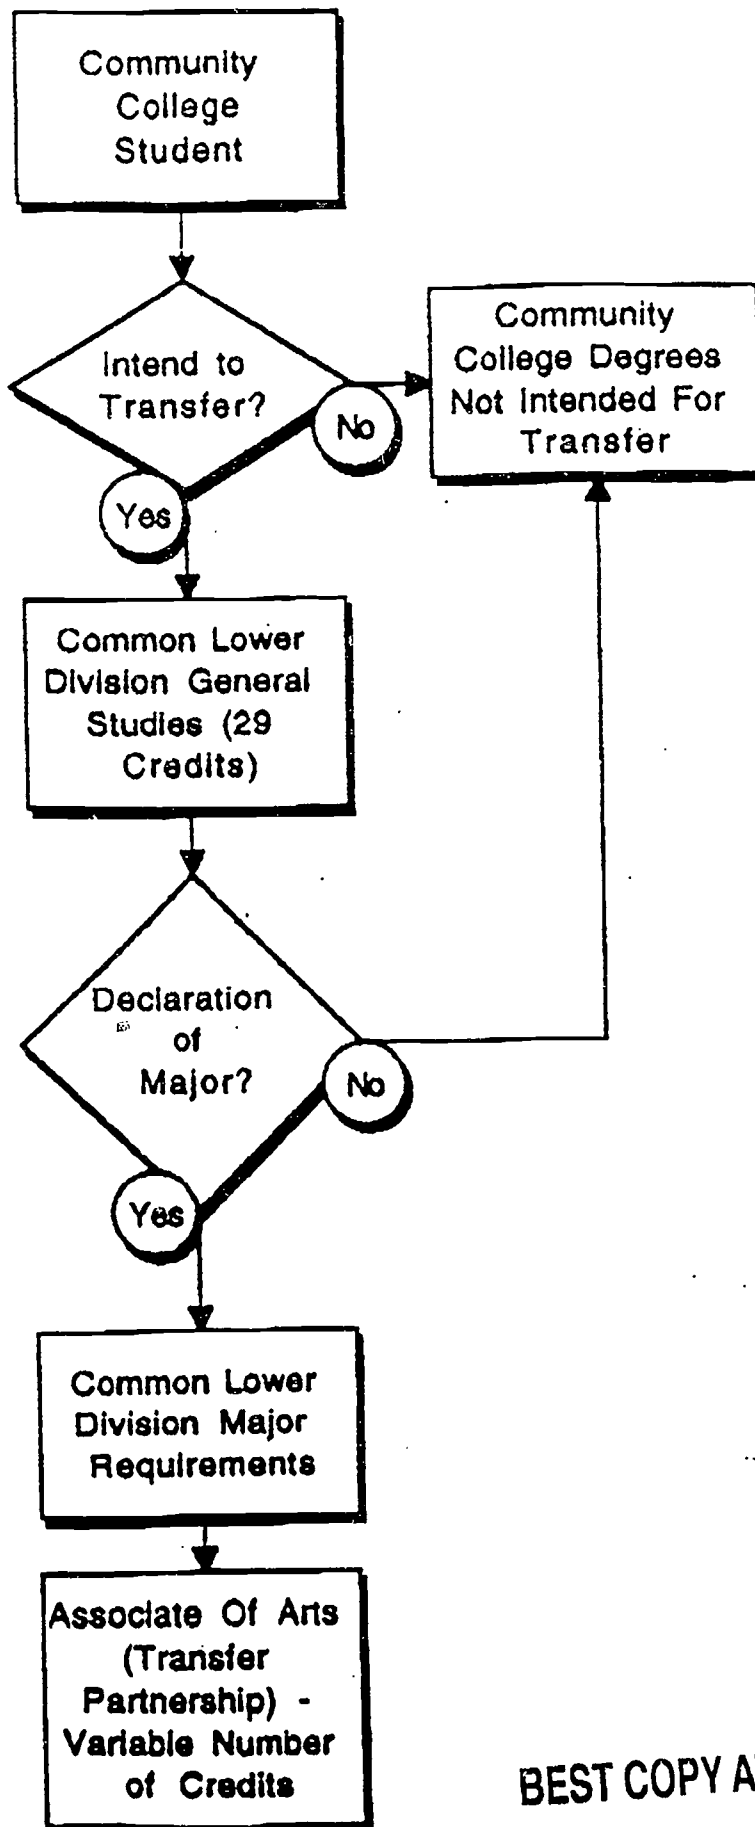 Community
College
Student
Intend to
Transfer?
No
Yes
Community
College Degrees
Not Intended For
Transfer
Common Lower
Division General
Studies (29
Credits)
Declaration
of
Major?
No
Yes
Common Lower
Division Major
Requirements
Associate Of Arts
(Transfer
Partnership) -
Variable Number
of Credits
BEST COPY